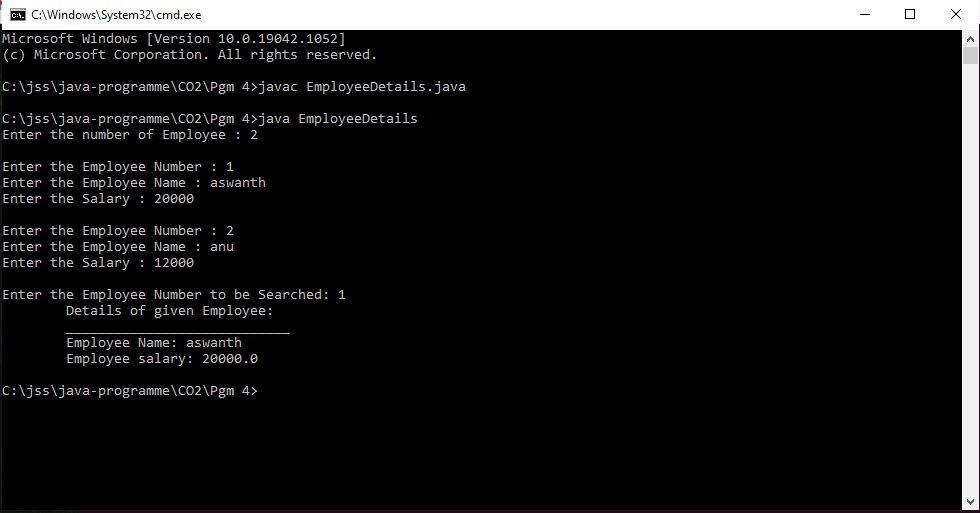 C:\Windows\System32\cmd.exe
Microsoft Windows [Version 10.0.19042.1052]
(c) Microsoft Corporation. All rights reserved.
C:\jss\java-programme\CO2\Pgm 4>javac EmployeeDetails.java
C:\jss\java-programme\CO2\Pgm 4>java EmployeeDetails
Enter the number of Employee : 2
Enter the Employee Number : 1
Enter the Employee Name : aswanth
Enter the Salary : 20000
Enter the Employee Number : 2
Enter the Employee Name : anu
Enter the Salary : 12000
Enter the Employee Number to be Searched: 1
Details of given Employee:
____________________________
Employee Name: aswanth
Employee salary: 20000.0
C:\jss\java-programme\CO2\Pgm 4>